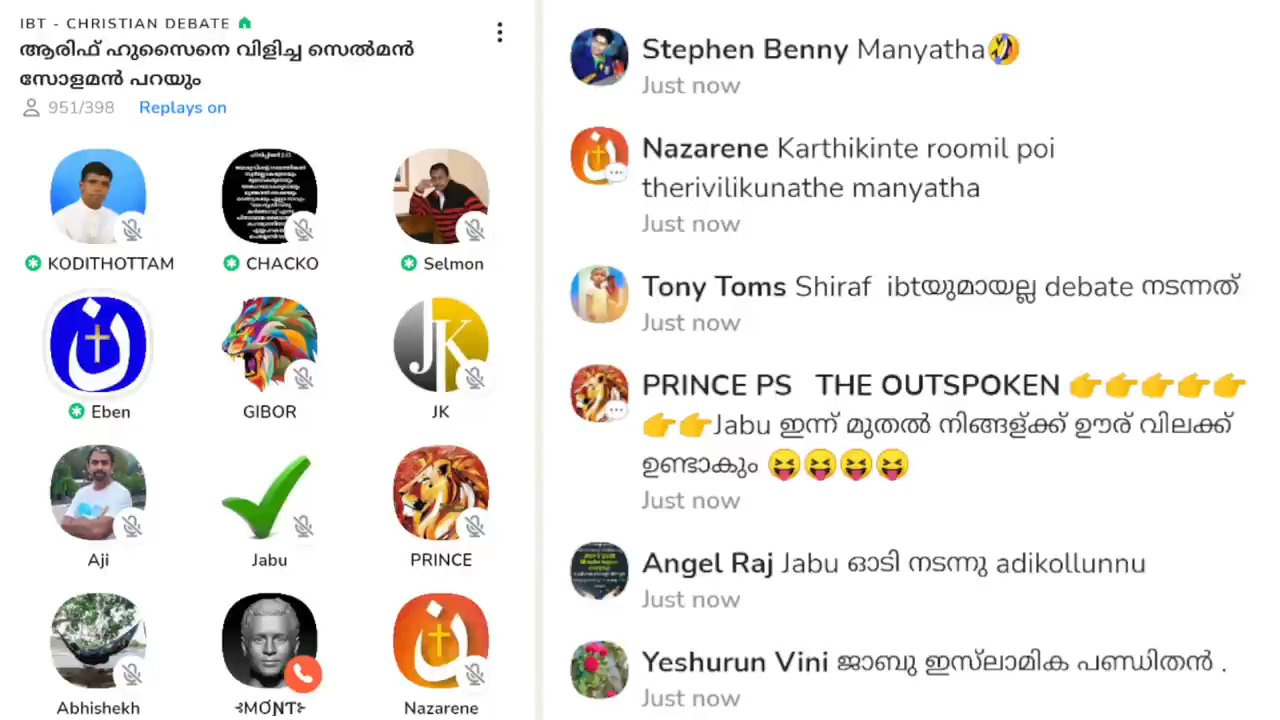 IBT - CHRISTIAN DEBATE
ആരിഫ് ഹുസൈനെ വിളിച്ച സെൽമൻ
സോളമൻ പറയും
951/398 Replays on
KODITHOTTAM CHACKO Selmon
JK
Eben GIBOR JK
Aji Jabu PRINCE
Abhishekh ⊰MƠƝƬ⊱ Nazarene
Stephen Benny Manyatha🤣
Just now
Nazarene Karthikinte roomil poi
therivilikunathe manyatha
Just now
Tony Toms Shiraf ibtയുമായല്ല debate നടന്നത്
Just now
PRINCE PS THE OUTSPOKEN 👉👉👉👉👉
👉👉Jabu ഇന്ന് മുതൽ നിങ്ങള്ക്ക് ഊര് വിലക്ക്
ഉണ്ടാകും 😝😝😝😝
Just now
Angel Raj Jabu ഓടി നടന്നു adikollunnu
Just now
Yeshurun Vini ജാബു ഇസ്ലാമിക പണ്ഡിതൻ .
Just now